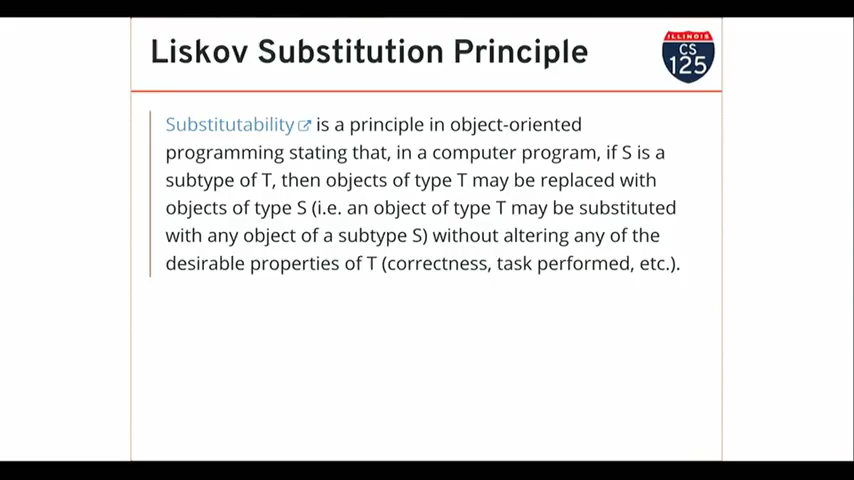 Liskov Substitution Principle
ILLINOIS
CS
125
Substitutability is a principle in object-oriented
programming stating that, in a computer program, if S is a
subtype of T, then objects of type T may be replaced with
objects of type S (i.e. an object of type T may be substituted
with any object of a subtype S) without altering any of the
desirable properties of T (correctness, task performed, etc.).